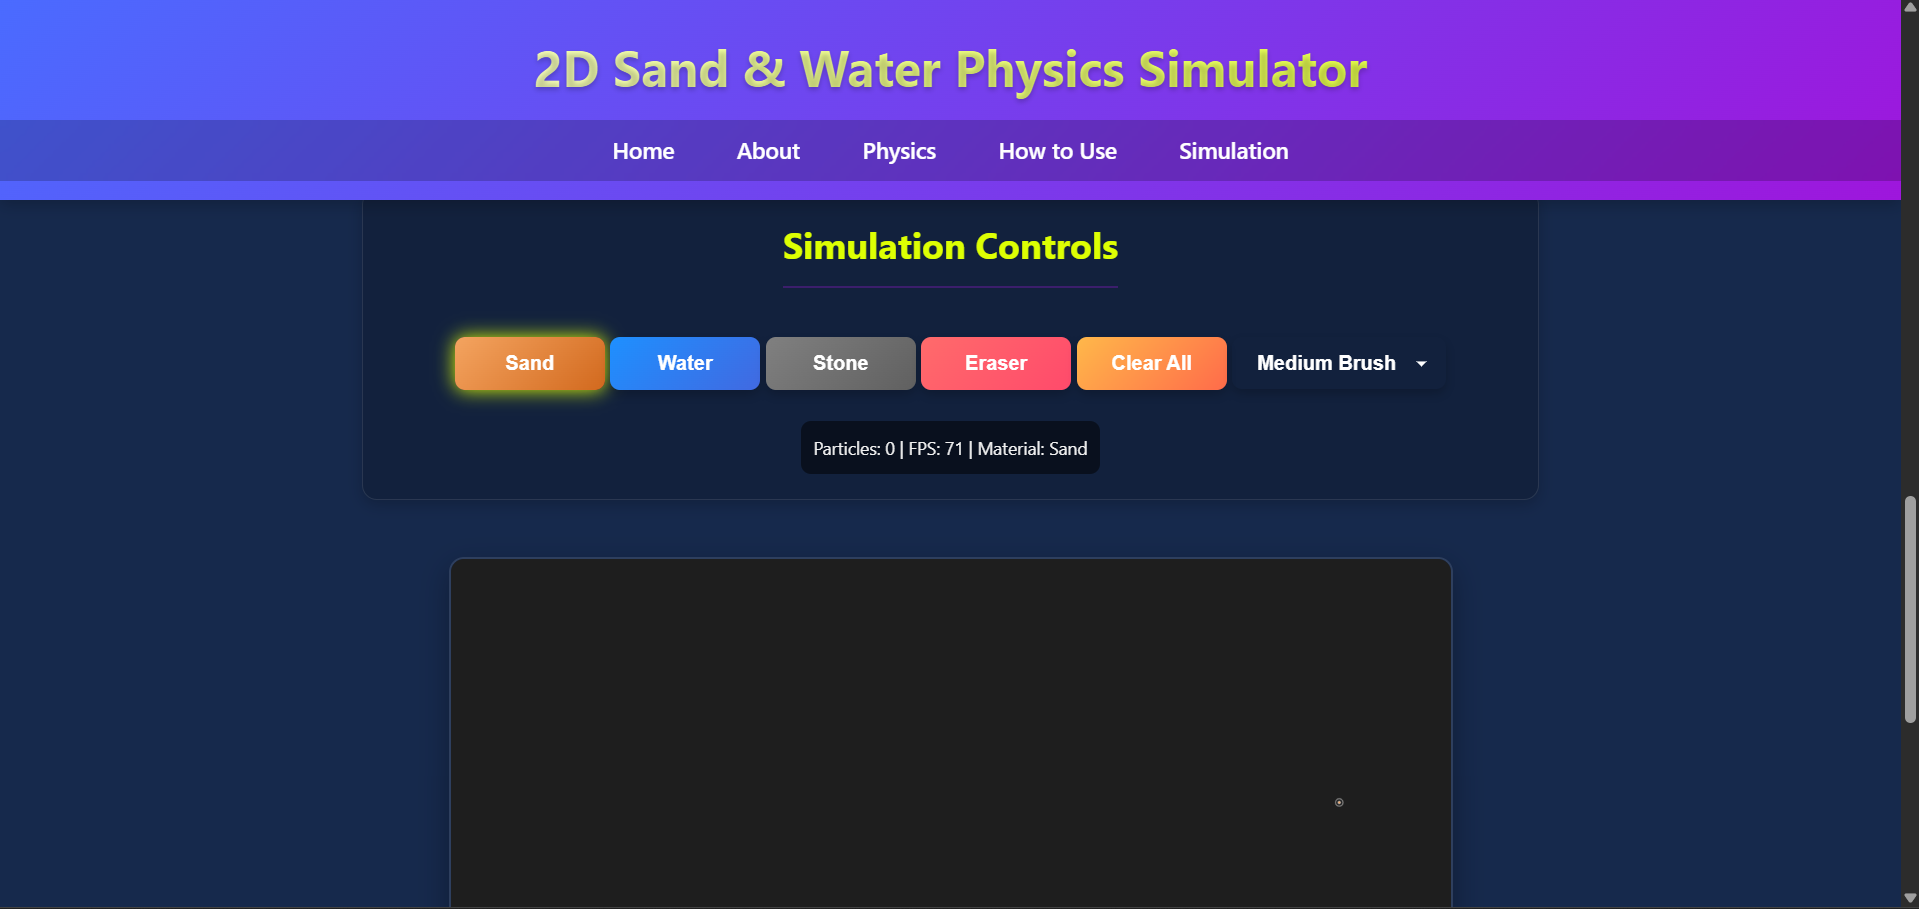 2D Sand & Water Physics Simulator
Home About Physics How to Use Simulation
Simulation Controls
Sand Water Stone Eraser Clear All Medium Brush
Particles: 0 | FPS: 71 | Material: Sand